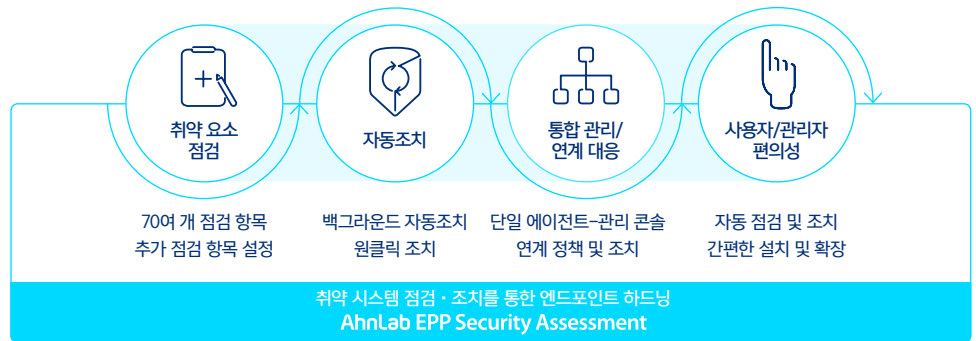 취약 요소
점검
자동조치
통합 관리/
연계 대응
사용자/관리자
편의성
70여 개 점검 항목
추가 점검 항목 설정
백그라운드 자동조치
원클릭 조치
단일 에이전트-관리 콘솔
연계 정책 및 조치
자동 점검 및 조치
간편한 설치 및 확장
취약 시스템 점검・조치를 통한 엔드포인트 하드닝
AhnLab EPP Security Assessment